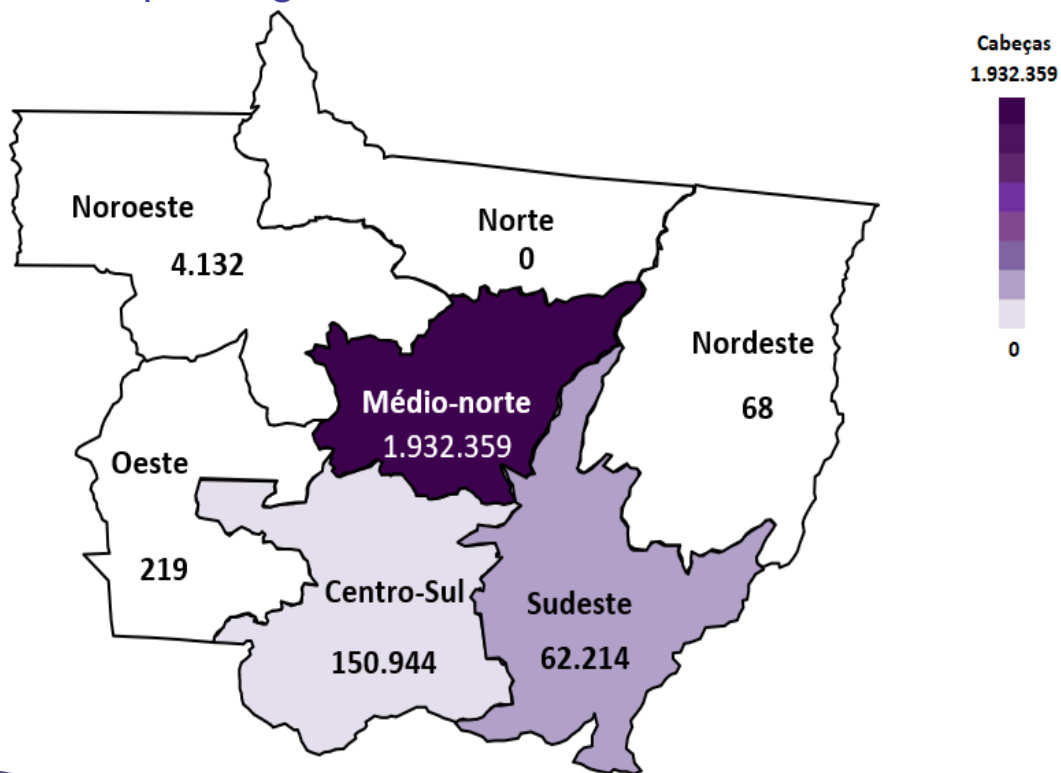 Cabeças
1.932.359
0
Noroeste
4.132
Norte
0
Nordeste
68
Médio-norte
1.932.359
Oeste
219
Centro-Sul
150.944
Sudeste
62.214